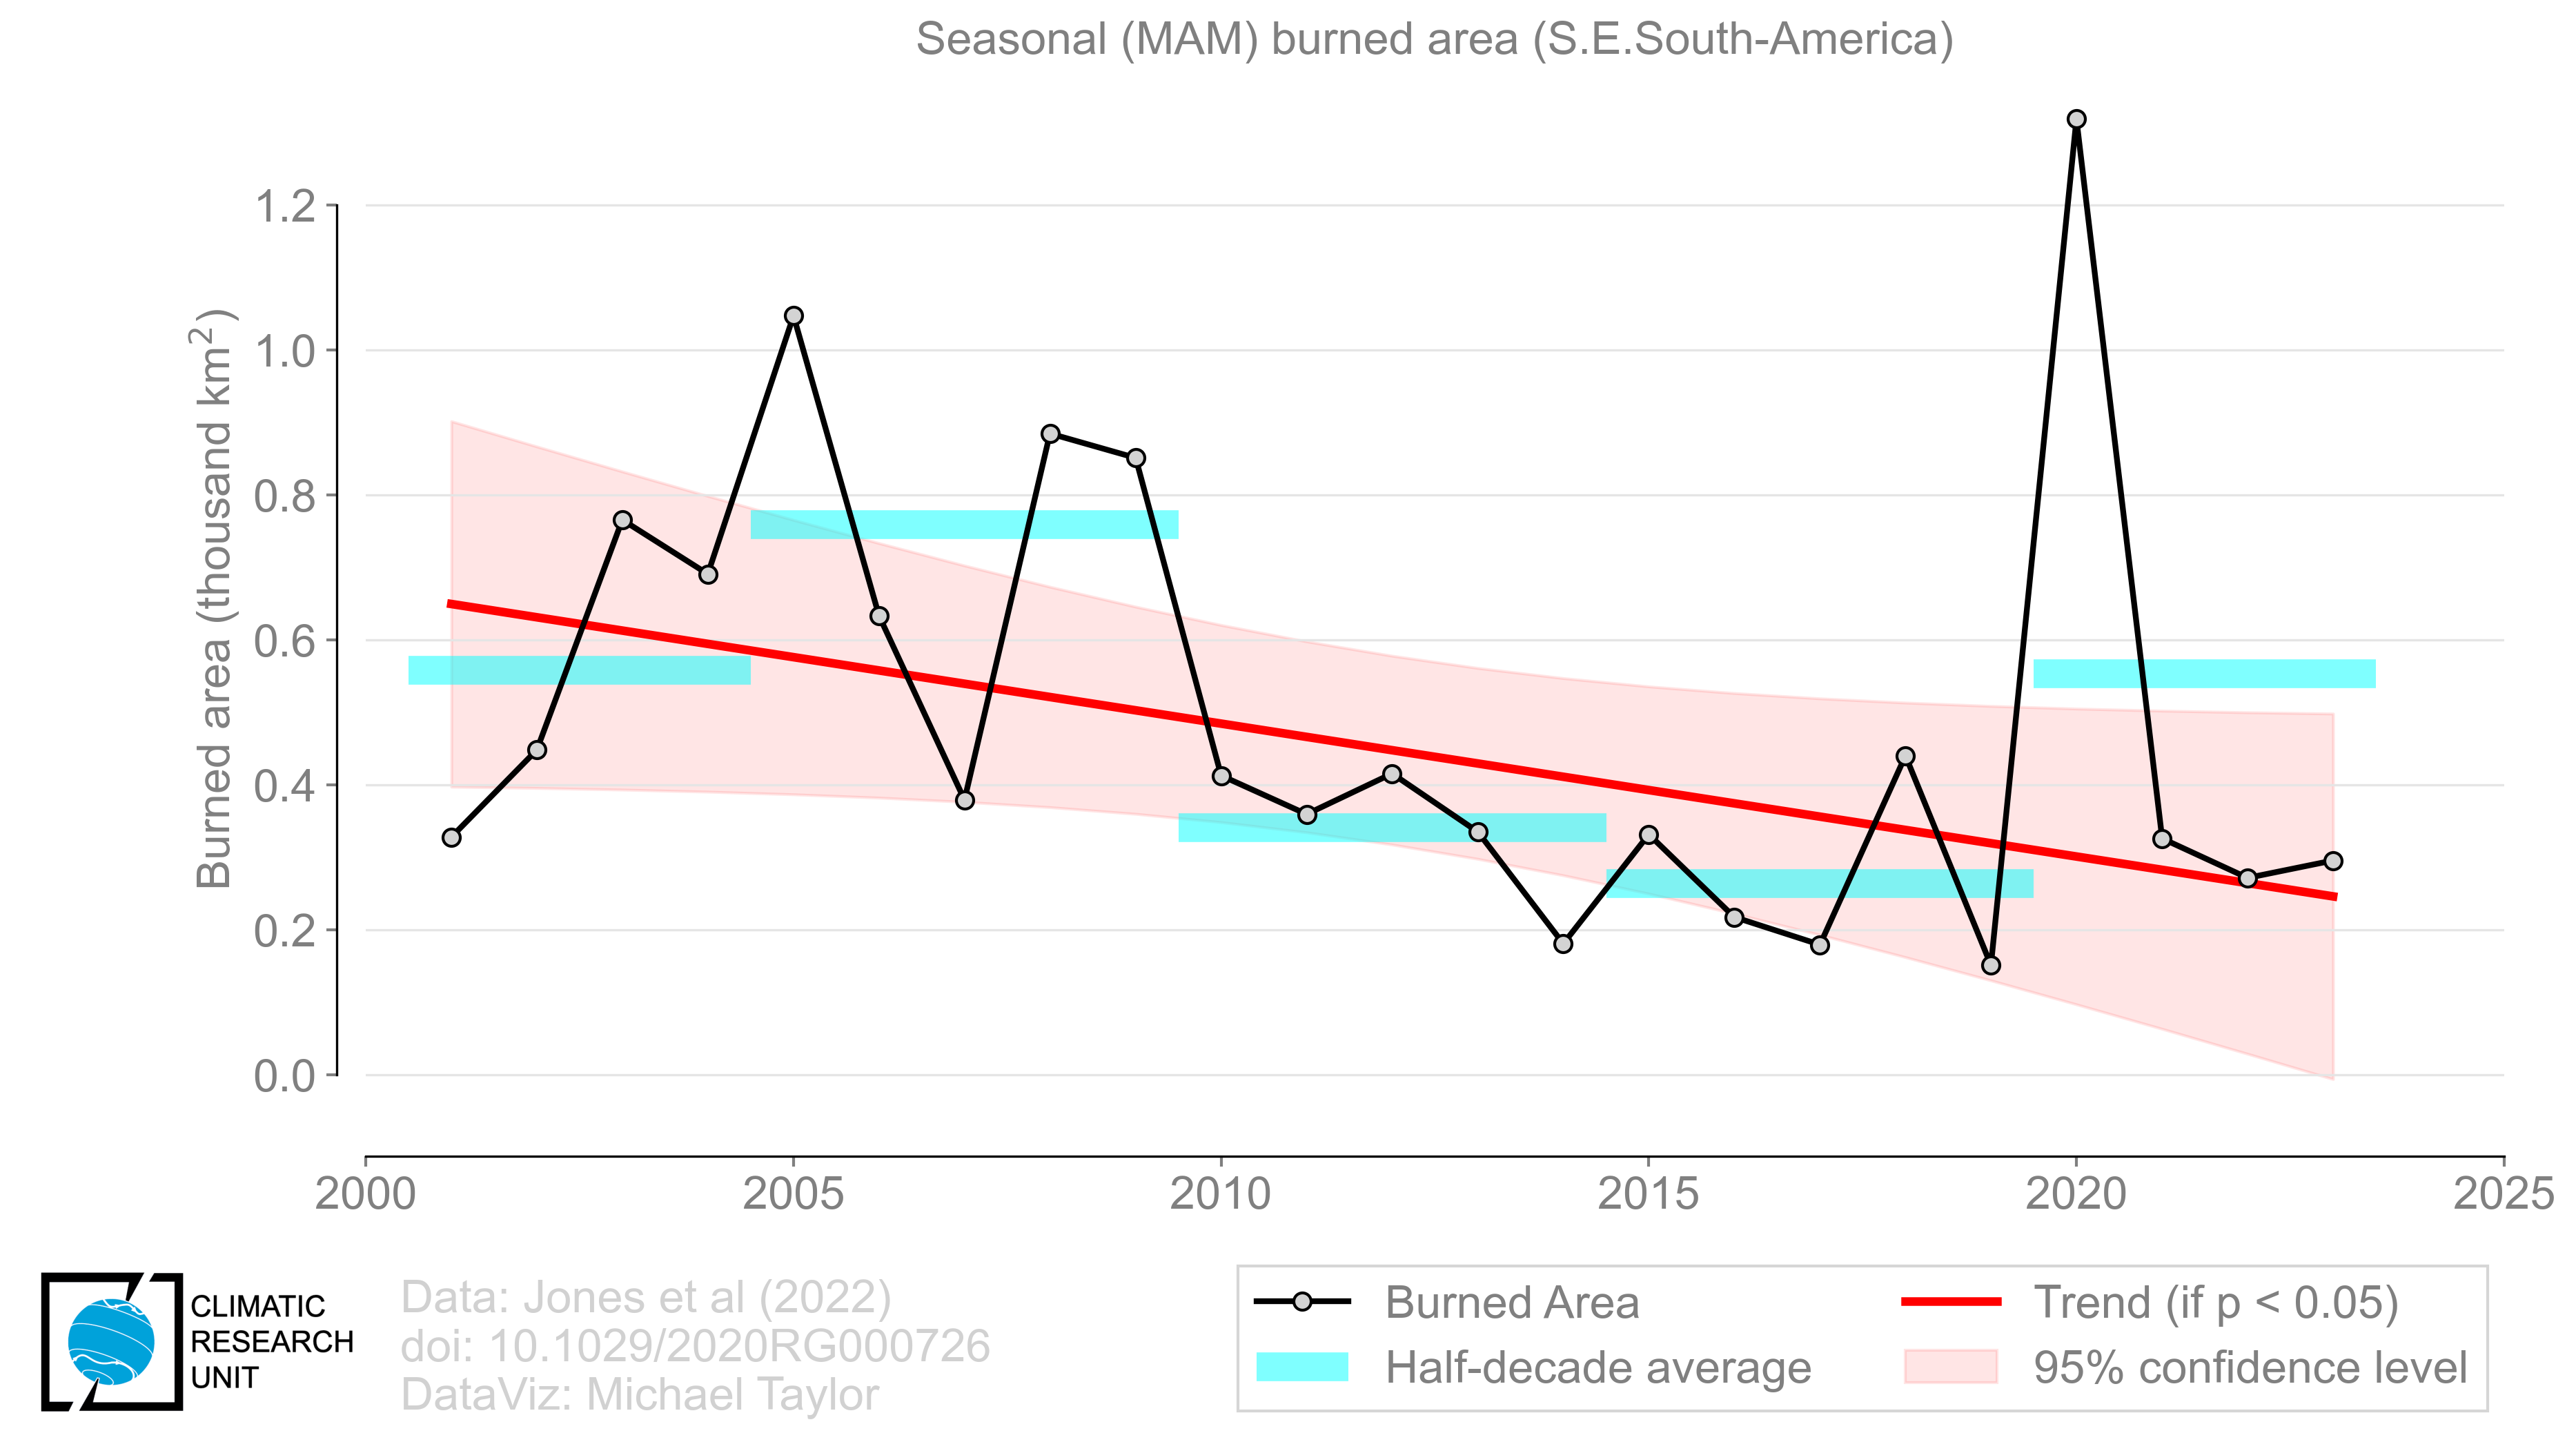 Seasonal (MAM) burned area (S.E.South-America)
Burned area (thousand km²)
1.2
1.0
0.8
0.6
0.4
0.2
0.0
2000 2005 2010 2015 2020 2025
CLIMATIC
RESEARCH
UNIT
Data: Jones et al (2022)
doi: 10.1029/2020RG000726
DataViz: Michael Taylor
Burned Area
Half-decade average
Trend (if p < 0.05)
95% confidence level